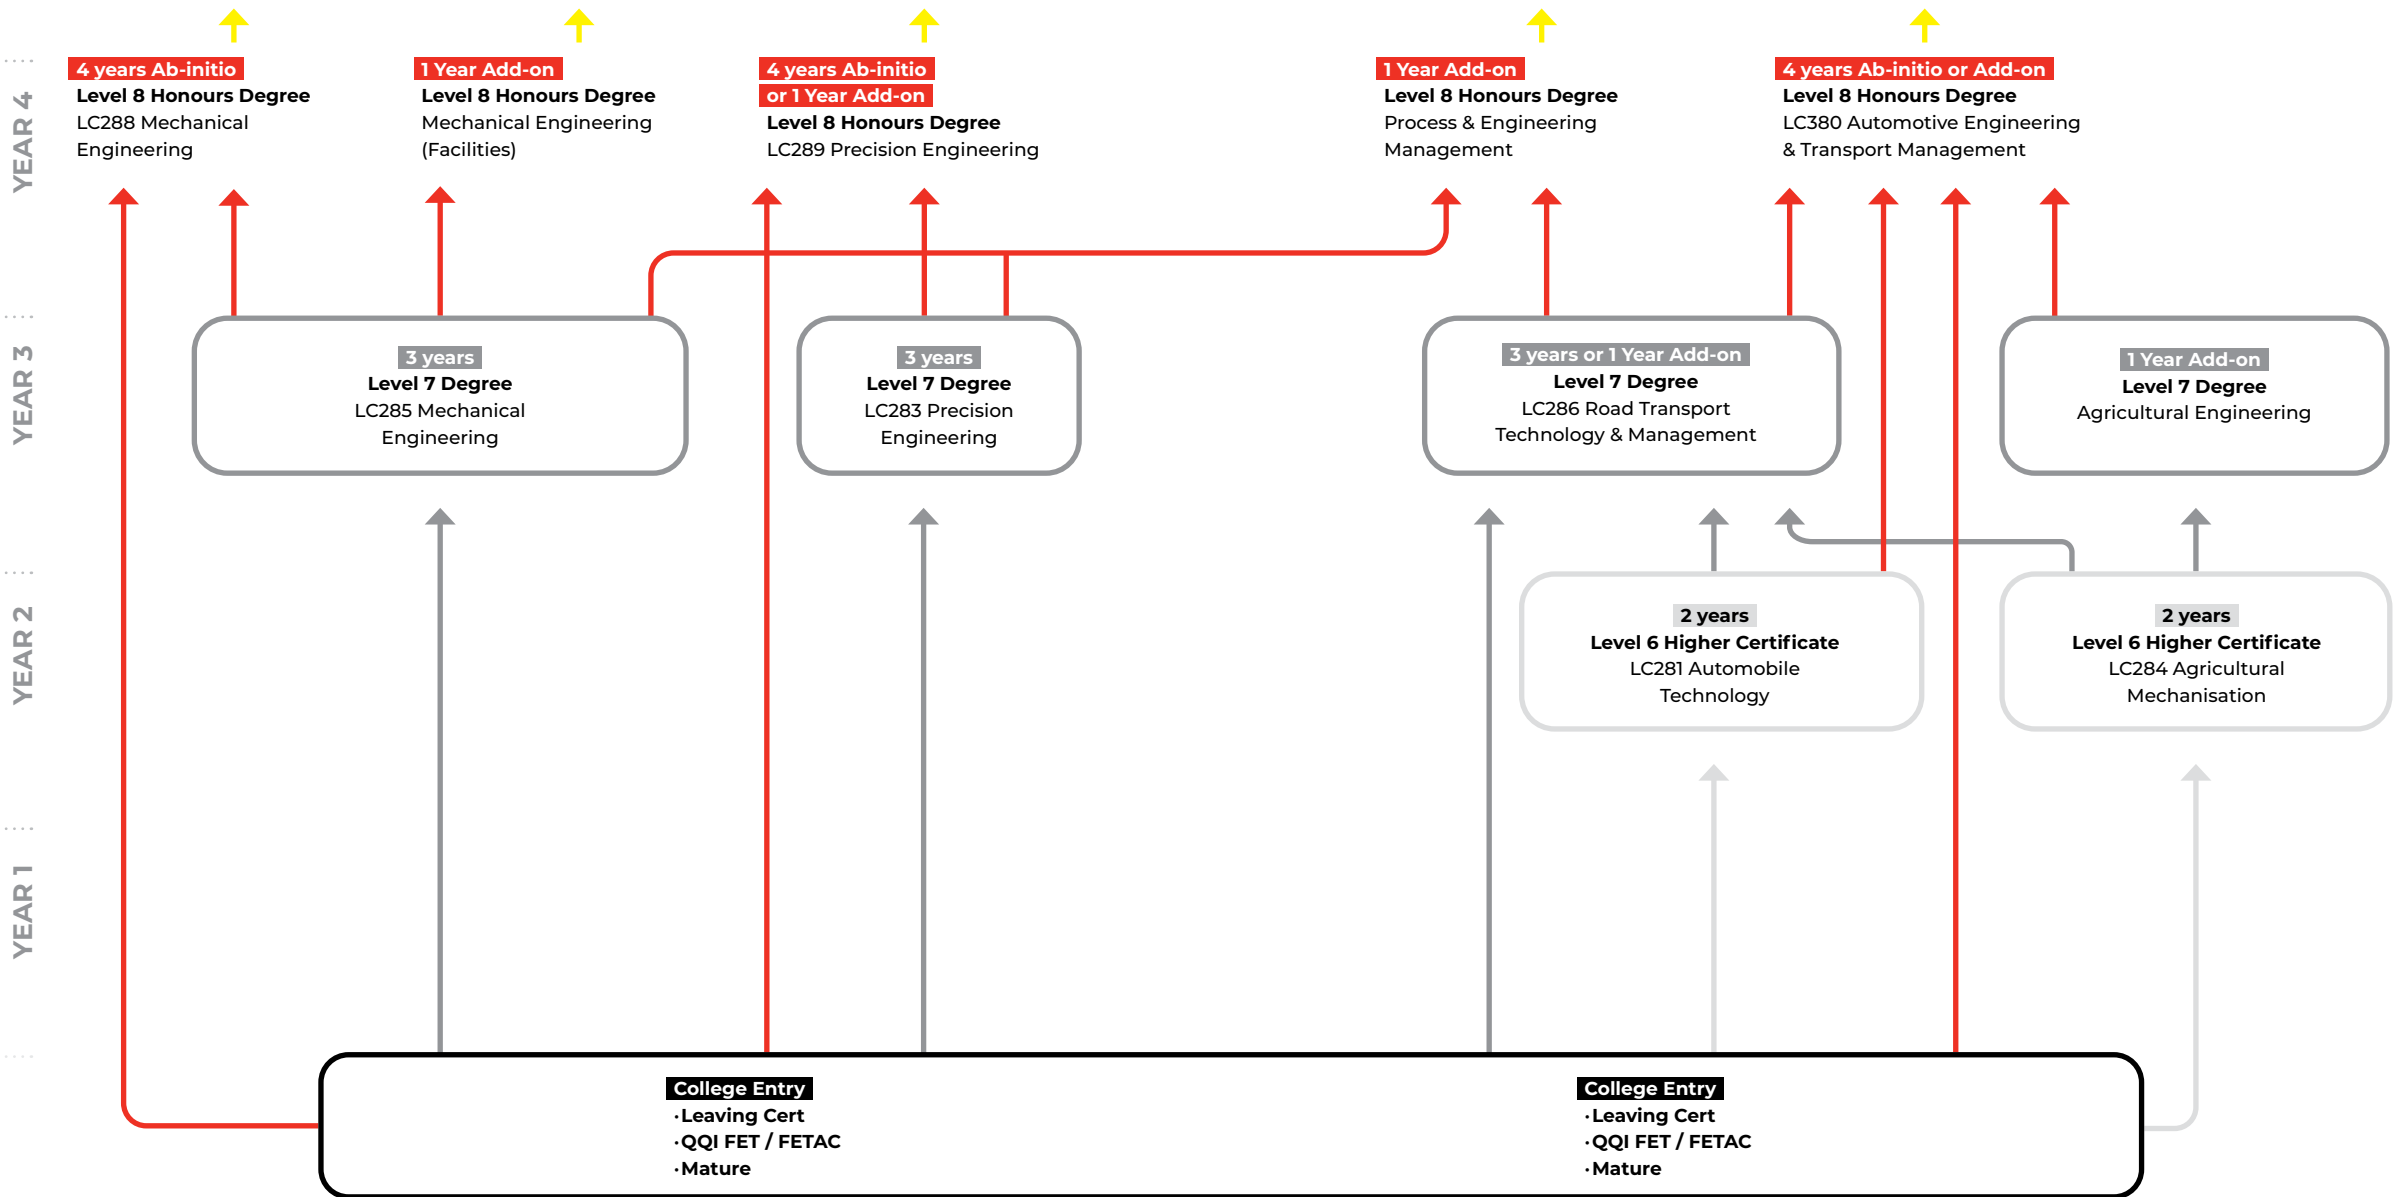 YEAR 4
4 years Ab-initio
Level 8 Honours Degree
LC288 Mechanical
Engineering
1 Year Add-on
Level 8 Honours Degree
Mechanical Engineering
(Facilities)
4 years Ab-initio
or 1 Year Add-on
Level 8 Honours Degree
LC289 Precision Engineering
1 Year Add-on
Level 8 Honours Degree
Process & Engineering
Management
4 years Ab-initio or Add-on
Level 8 Honours Degree
LC380 Automotive Engineering
& Transport Management
YEAR 3
3 years
Level 7 Degree
LC285 Mechanical
Engineering
3 years
Level 7 Degree
LC283 Precision
Engineering
3 years or 1 Year Add-on
Level 7 Degree
LC286 Road Transport
Technology & Management
1 Year Add-on
Level 7 Degree
Agricultural Engineering
YEAR 2
2 years
Level 6 Higher Certificate
LC281 Automobile
Technology
2 years
Level 6 Higher Certificate
LC284 Agricultural
Mechanisation
YEAR 1
College Entry
·Leaving Cert
·QQI FET / FETAC
·Mature
College Entry
·Leaving Cert
·QQI FET / FETAC
·Mature